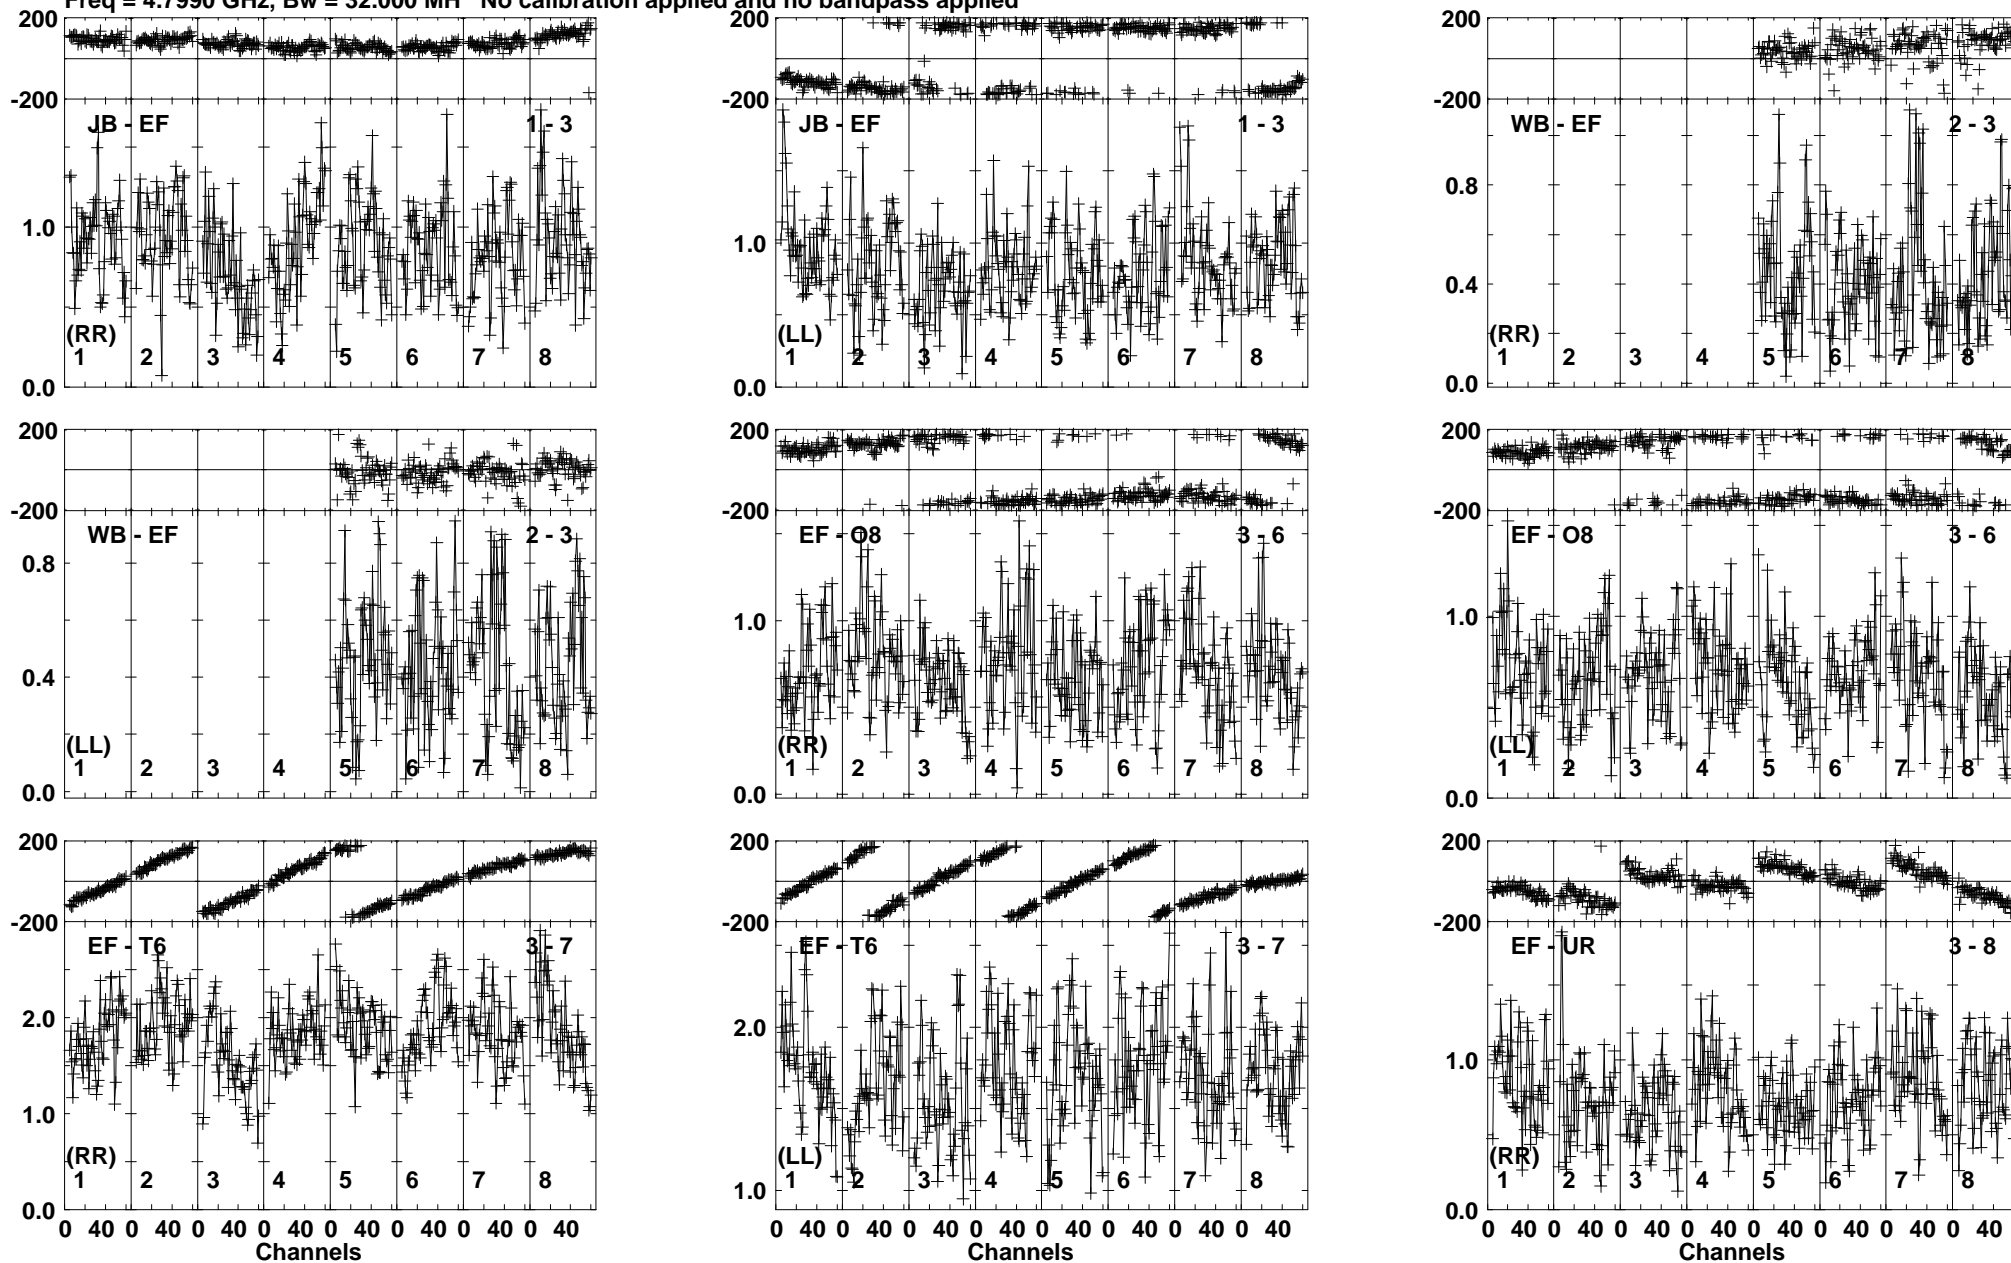 Freq = 4.7990 GHz, Bw = 32.000 MH No calibration applied and no bandpass applied
200 200 200
-200 -200 -200
JB - EF 1 - 3 JB - EF 1 - 3 WB - EF 2 - 3
0.8
1.0 1.0
0.4
(RR) (LL) (RR)
1 2 3 4 5 6 7 8 1 2 3 4 5 6 7 8 1 2 3 4 5 6 7 8
0.0 0.0 0.0
200 200 200
-200 -200 -200
WB - EF 2 - 3 EF - O8 3 - 6 EF - O8 3 - 6
0.8
1.0 1.0
0.4
(LL) (RR) (LL)
1 2 3 4 5 6 7 8 1 2 3 4 5 6 7 8 1 2 3 4 5 6 7 8
0.0 0.0 0.0
200 200 200
-200 -200 -200
EF - T6 3 - 7 EF - T6 3 - 7 EF - UR 3 - 8
2.0 2.0
1.0 1.0
(RR) (LL) (RR)
1 2 3 4 5 6 7 8 1 2 3 4 5 6 7 8 1 2 3 4 5 6 7 8
1.0
0.0 0.0
0 40 0 40 0 40 0 40 0 40 0 40 0 40 0 40 0 40 0 40 0 40 0 40 0 40 0 40 0 40 0 40 0 40 0 40 0 40 0 40 0 40 0 40 0 40 0 40
Channels Channels Channels